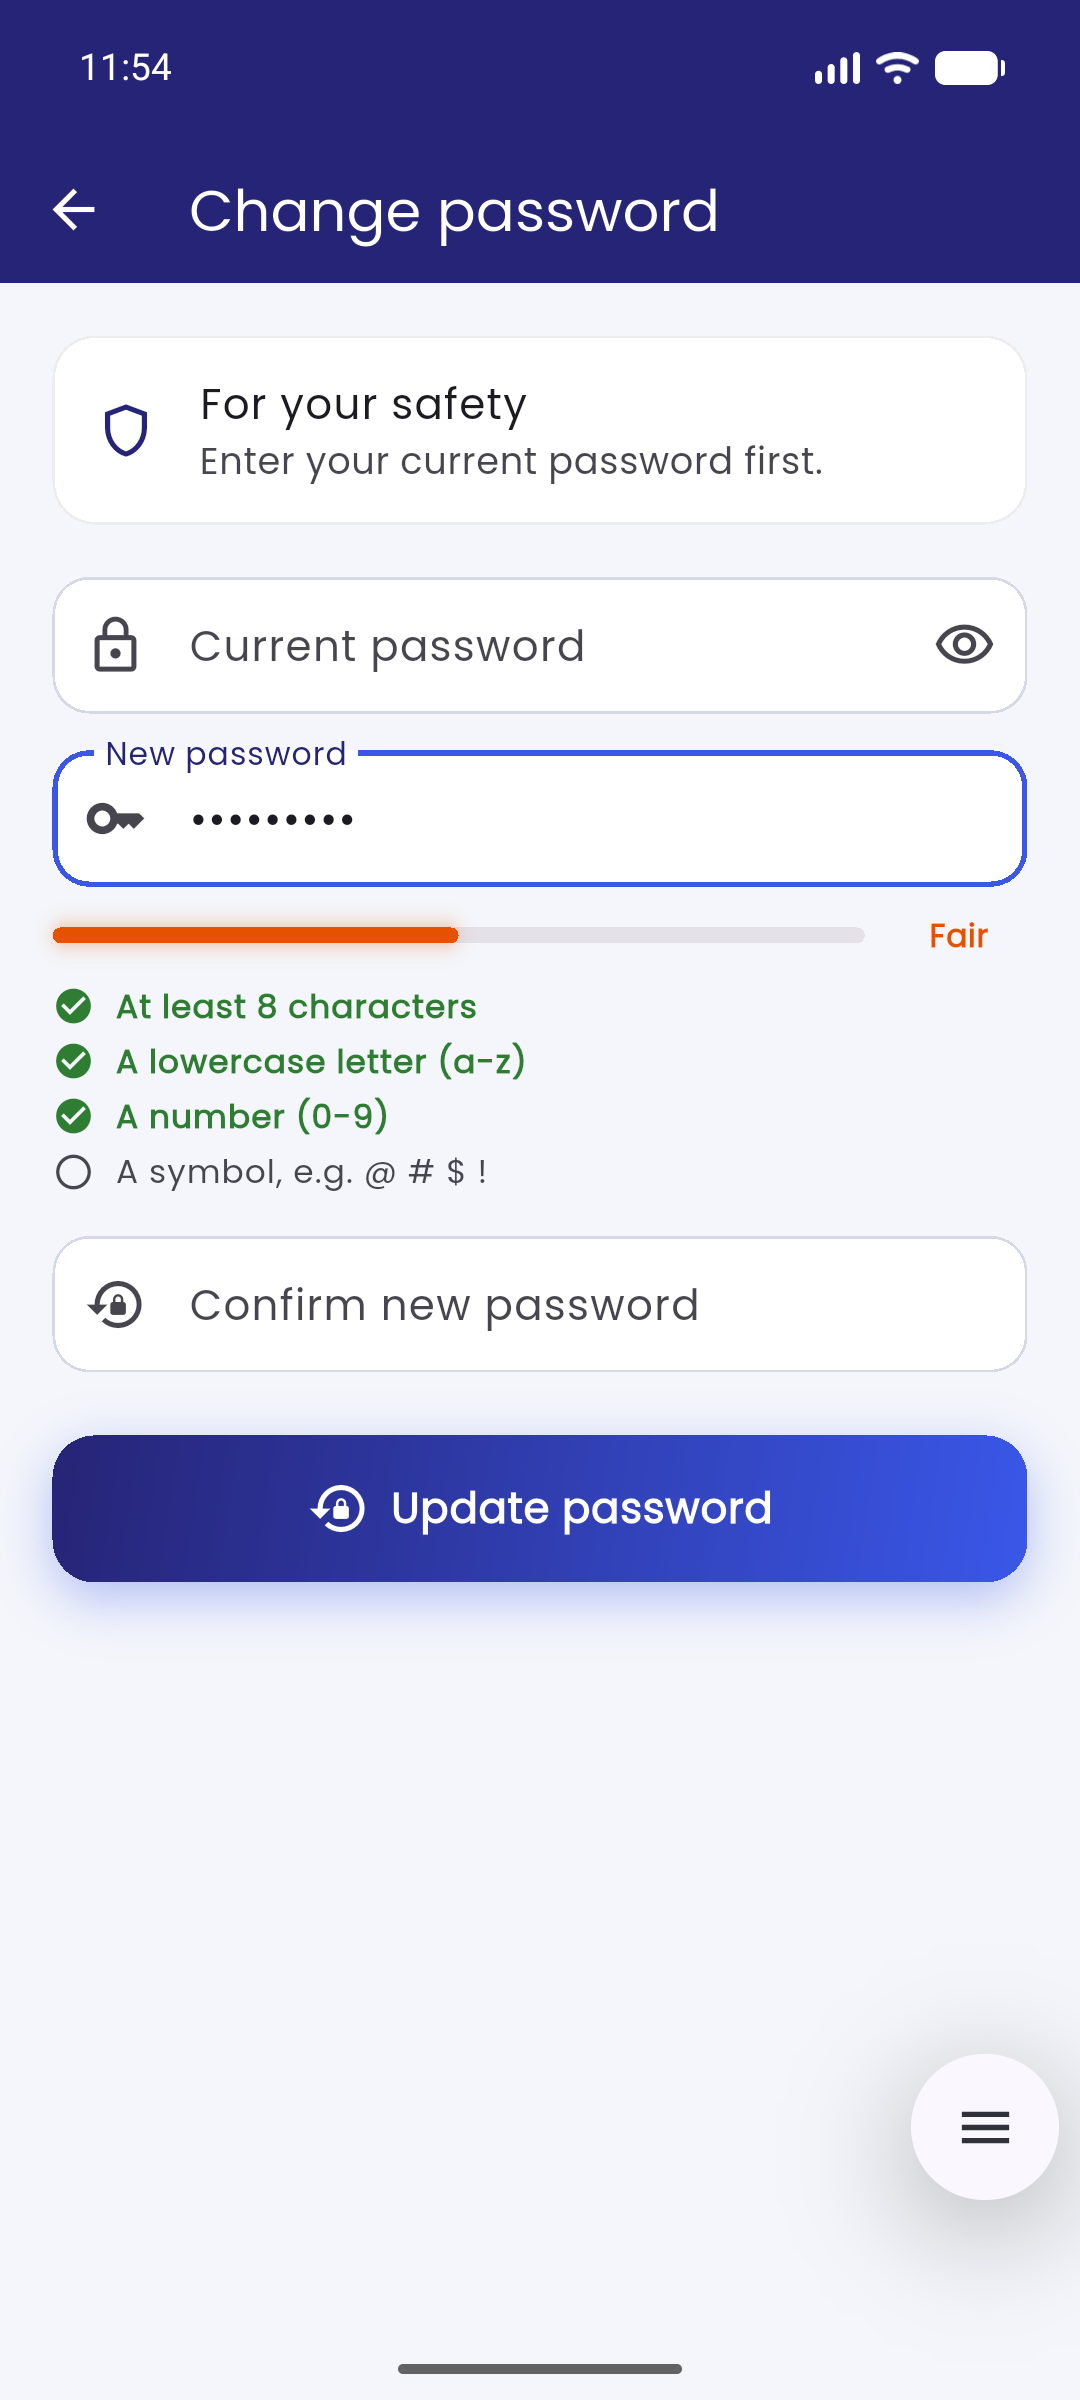 11:54
Change password
For your safety
Enter your current password first.
Current password
New password
•••••••••
Fair
At least 8 characters
A lowercase letter (a-z)
A number (0-9)
A symbol, e.g. @ # $ !
Confirm new password
Update password